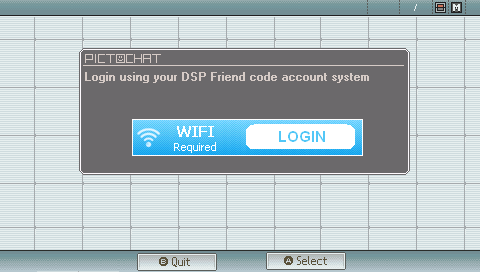 / M
PICTOCHAT
Login using your DSP Friend code account system
WIFI
Required
LOGIN
B Quit
A Select